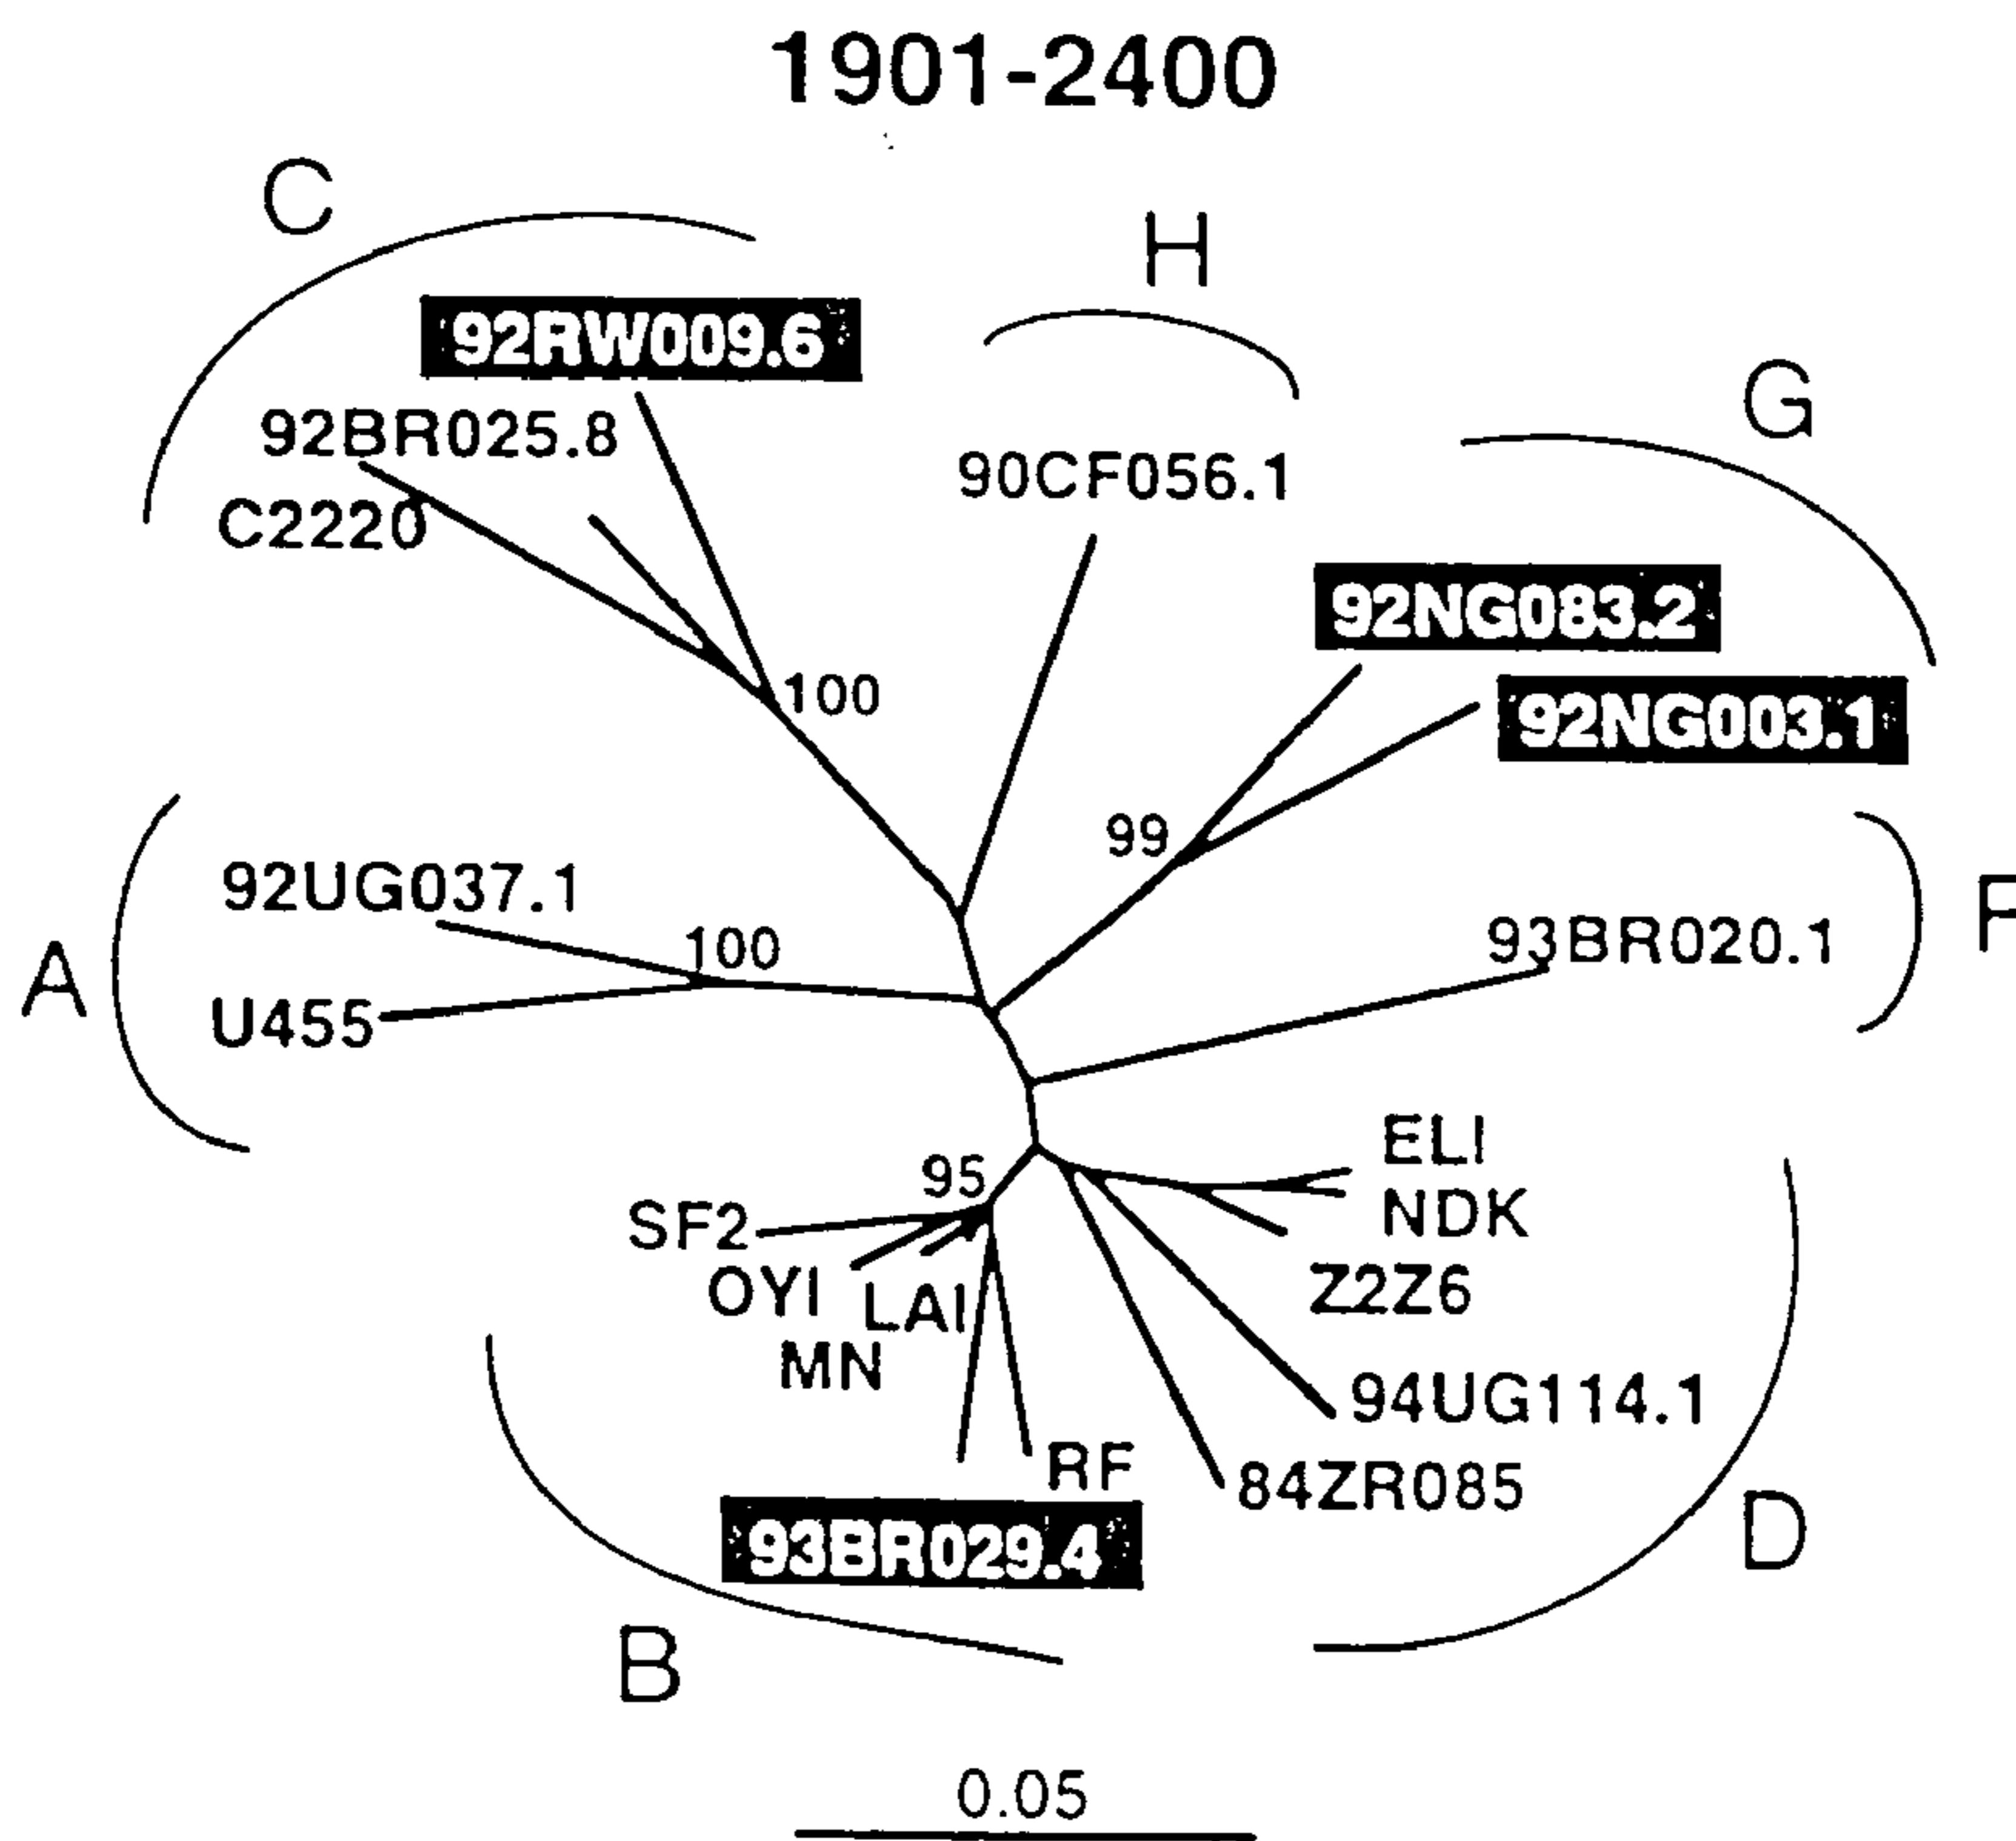 1901-2400
C
H
92RW009.6
G
92BR025.8
90CF056.1
C2220
92NG083.2
100
92NG003.1
99
92UG037.1
F
93BR020.1
100
A
U455
ELI
95
NDK
SF2
Z2Z6
OYI
LAI
MN
94UG114.1
RF
84ZR085
D
93BR029.4
B
0.05